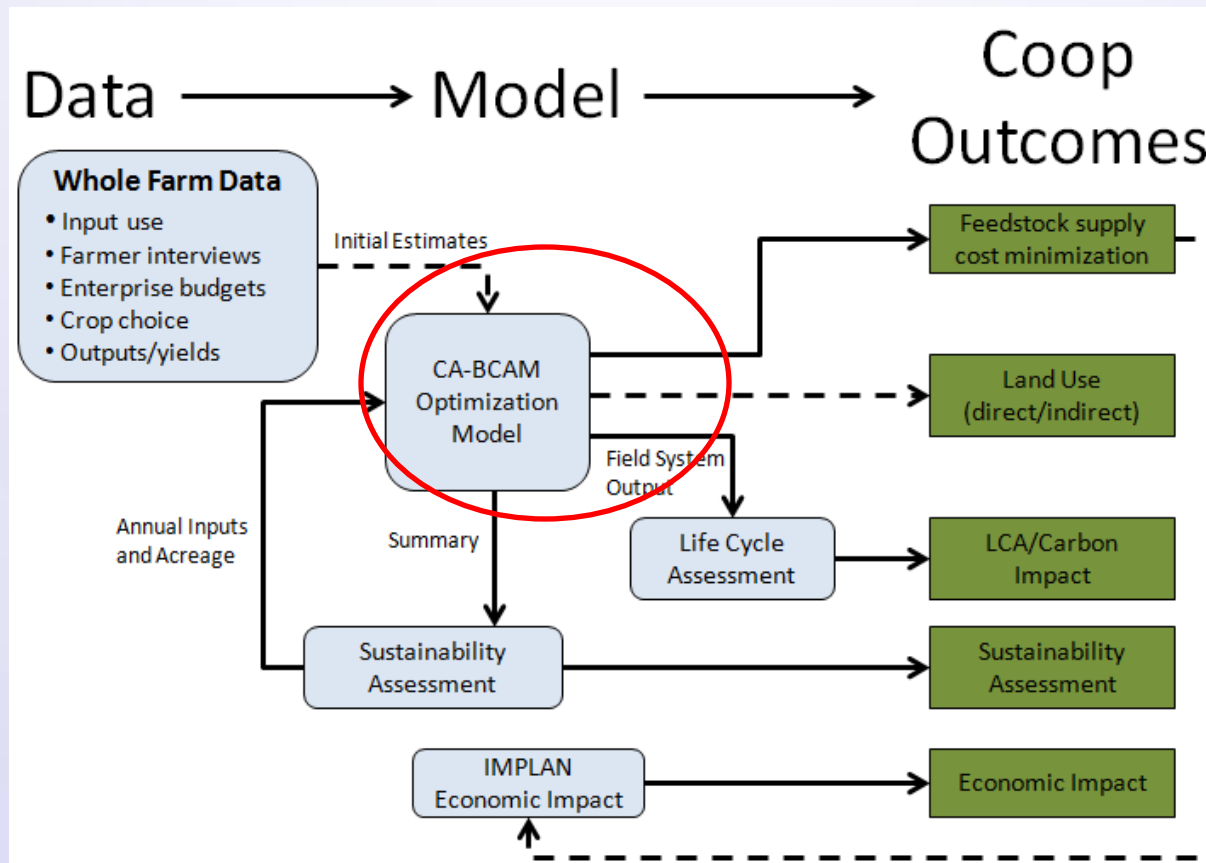 Data
Model
Coop
Outcomes
Whole Farm Data
• Input use
• Farmer interviews
• Enterprise budgets
• Crop choice
• Outputs/yields
Initial Estimates
CA-BCAM
Optimization
Model
Feedstock supply
cost minimization
Land Use
(direct/indirect)
Field System
Output
Annual Inputs
and Acreage
Summary
Life Cycle
Assessment
LCA/Carbon
Impact
Sustainability
Assessment
Sustainability
Assessment
IMPLAN
Economic Impact
Economic Impact